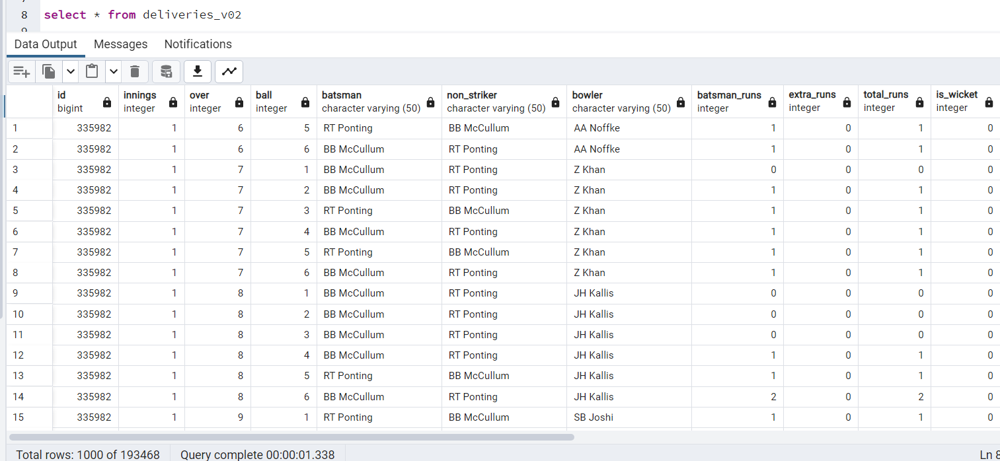 8 select * from deliveries_v02
9
Data Output Messages Notifications
id innings over ball batsman non_striker bowler batsman_runs extra_runs total_runs is_wicket
bigint integer integer integer character varying (50) character varying (50) character varying (50) integer integer integer integer
1 335982 1 6 5 RT Ponting BB McCullum AA Noffke 1 0 1 0
2 335982 1 6 6 BB McCullum RT Ponting AA Noffke 1 0 1 0
3 335982 1 7 1 BB McCullum RT Ponting Z Khan 0 0 0 0
4 335982 1 7 2 BB McCullum RT Ponting Z Khan 1 0 1 0
5 335982 1 7 3 RT Ponting BB McCullum Z Khan 1 0 1 0
6 335982 1 7 4 BB McCullum RT Ponting Z Khan 1 0 1 0
7 335982 1 7 5 RT Ponting BB McCullum Z Khan 1 0 1 0
8 335982 1 7 6 BB McCullum RT Ponting Z Khan 1 0 1 0
9 335982 1 8 1 BB McCullum RT Ponting JH Kallis 0 0 0 0
10 335982 1 8 2 BB McCullum RT Ponting JH Kallis 0 0 0 0
11 335982 1 8 3 BB McCullum RT Ponting JH Kallis 0 0 0 0
12 335982 1 8 4 BB McCullum RT Ponting JH Kallis 1 0 1 0
13 335982 1 8 5 RT Ponting BB McCullum JH Kallis 1 0 1 0
14 335982 1 8 6 BB McCullum RT Ponting JH Kallis 2 0 2 0
15 335982 1 9 1 RT Ponting BB McCullum SB Joshi 1 0 1 0
Total rows: 1000 of 193468 Query complete 00:00:01.338 Ln 8